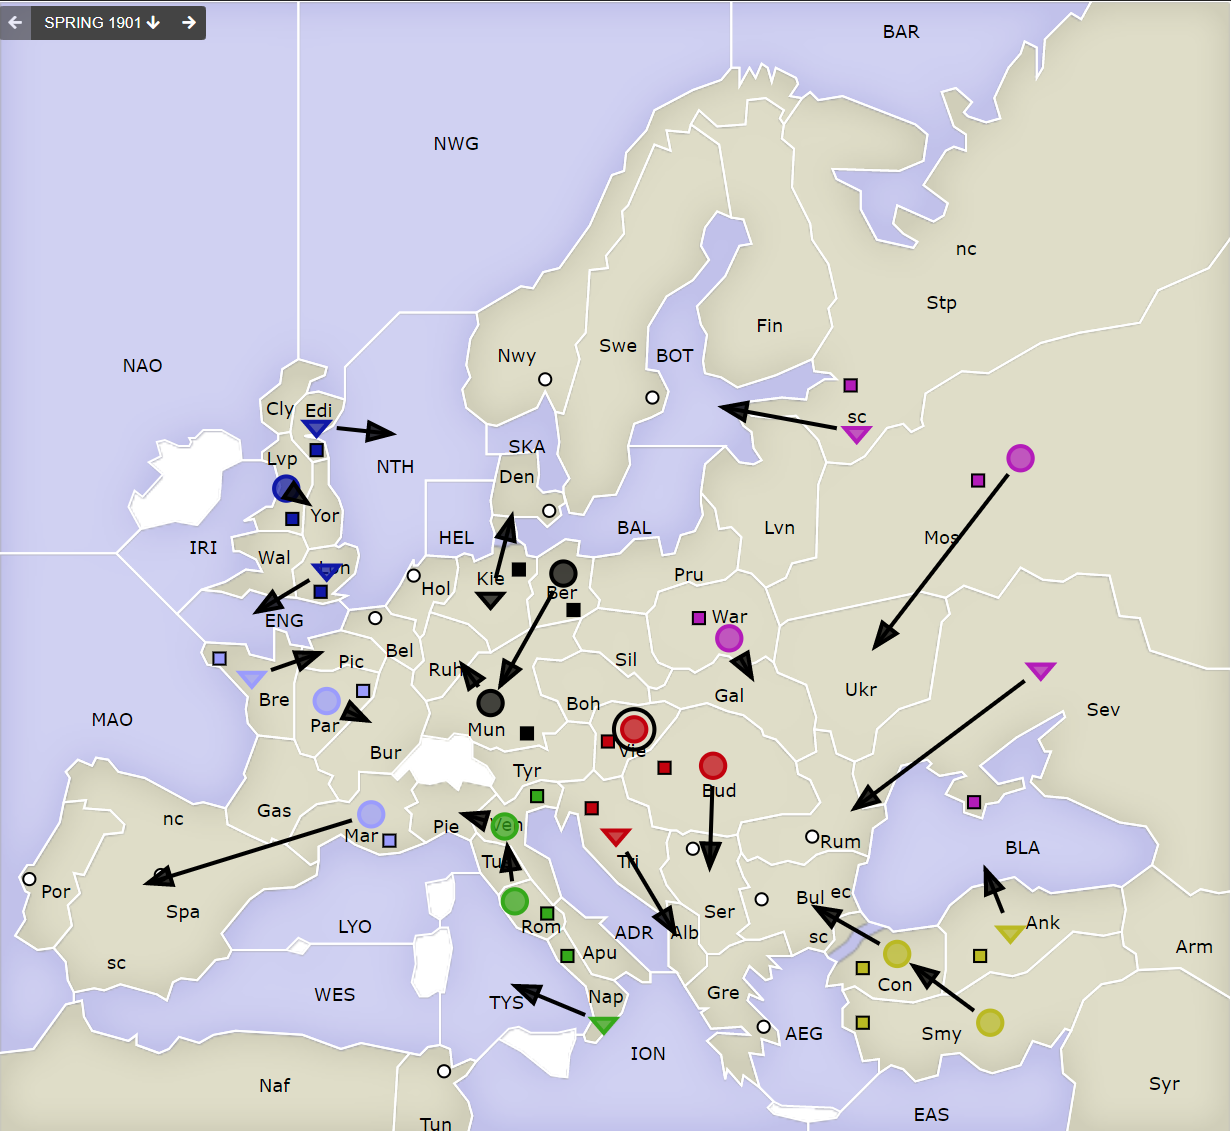 SPRING 1901
BAR
NWG
nc
Stp
Fin
Swe
BOT
Nwy
NAO
Cly
Edi
sc
SKA
NTH
Lvp
Den
Yor
BAL
Lvn
Mos
HEL
IRI
Wal
Lon
Kie
Pru
Hol
Ber
War
ENG
Bel
Pic
Sil
Ruh
Gal
Ukr
Bre
Boh
Sev
MAO
Par
Mun
Vie
Bur
Tyr
Bud
Gas
nc
Mar
Pie
Ven
Rum
BLA
Tri
Tus
Por
Spa
Bul
ec
Ser
LYO
Rom
ADR
Alb
sc
Ank
Arm
Apu
sc
Con
WES
TYS
Nap
Gre
AEG
Smy
ION
Naf
Syr
Tun
EAS